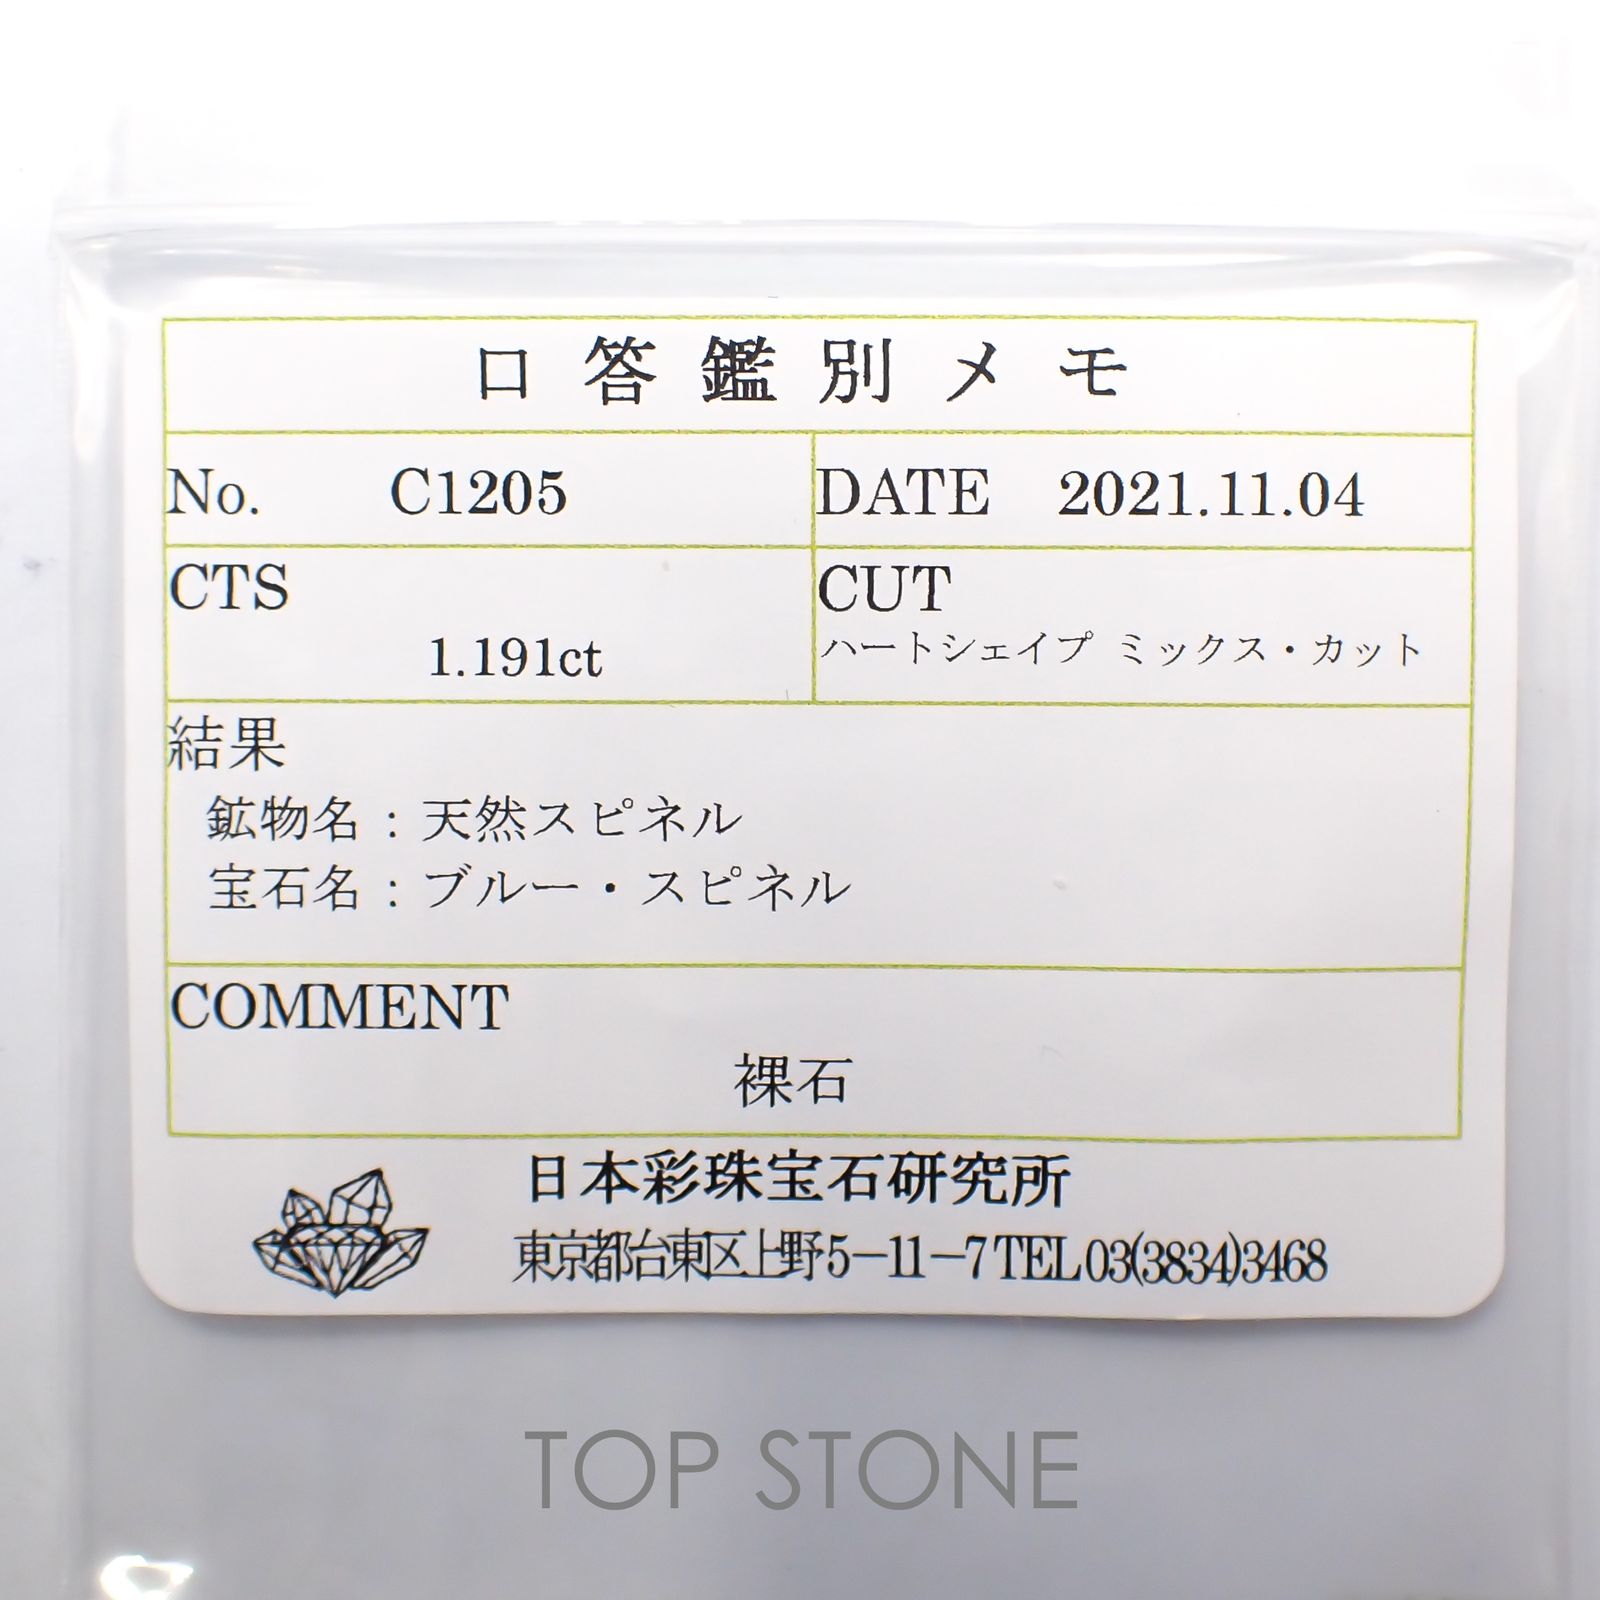 口答鑑別メモ
No. C1205 DATE 2021.11.04
CTS CUT
1.191ct ハートシェイプ ミックス・カット
結果
鉱物名：天然スピネル
宝石名：ブルー・スピネル
COMMENT
裸石
日本彩珠宝石研究所
東京都台東区上野5－11－7 TEL 03(3834)3468
TOP STONE